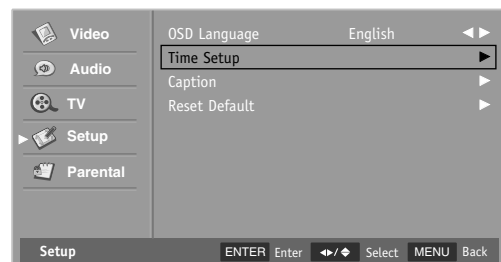 Video
Audio
TV
Setup
Parental
OSD Language English
Time Setup
Caption
Reset Default
Setup ENTER Enter Select MENU Back